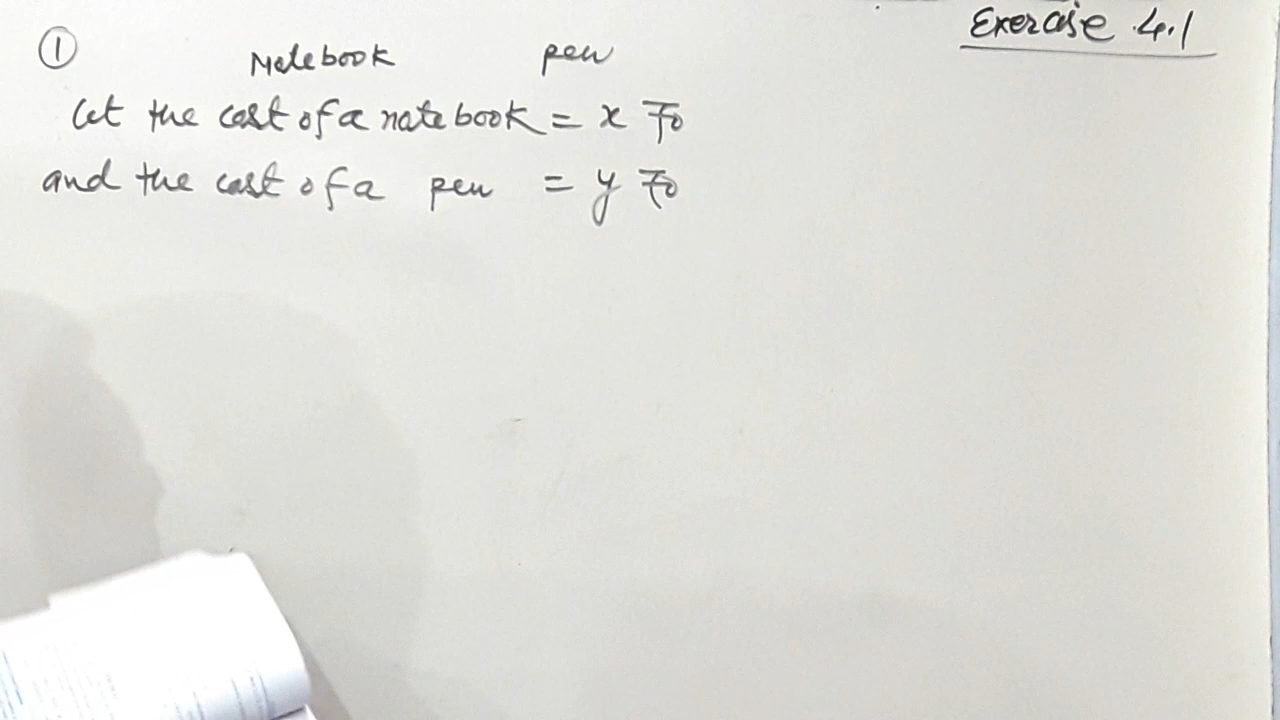 Exercise 4.1
① Notebook pen
let the cost of a notebook = x ₹
and the cost of a pen = y ₹